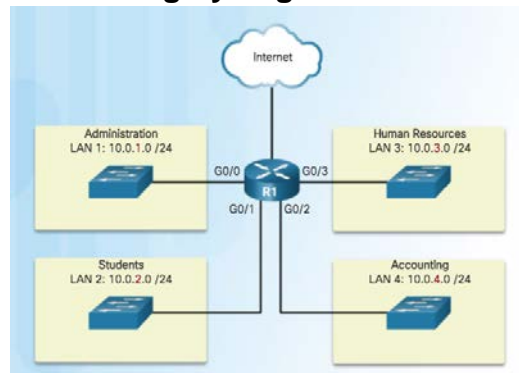 Internet
Administration
LAN 1: 10.0.1.0 /24
Human Resources
LAN 3: 10.0.3.0 /24
G0/0
G0/3
R1
G0/1
G0/2
Students
LAN 2: 10.0.2.0 /24
Accounting
LAN 4: 10.0.4.0 /24